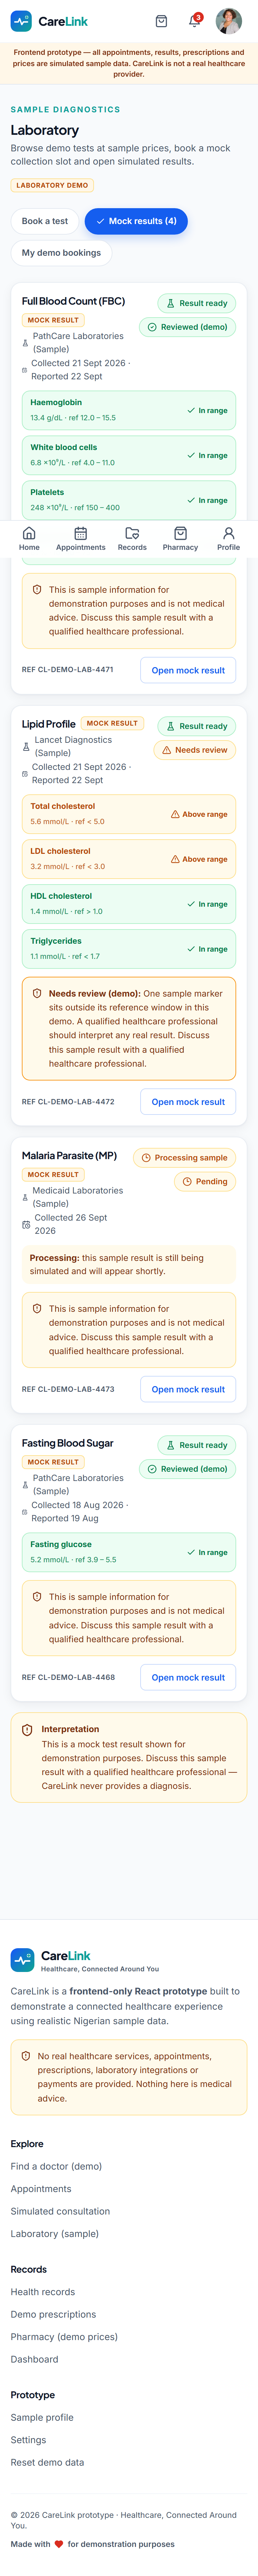 CareLink
3
Frontend prototype — all appointments, results, prescriptions and
prices are simulated sample data. CareLink is not a real healthcare
provider.
SAMPLE DIAGNOSTICS
Laboratory
Browse demo tests at sample prices, book a mock
collection slot and open simulated results.
LABORATORY DEMO
Book a test
Mock results (4)
My demo bookings
Full Blood Count (FBC)
Result ready
MOCK RESULT
Reviewed (demo)
PathCare Laboratories
(Sample)
Collected 21 Sept 2026 ·
Reported 22 Sept
Haemoglobin
13.4 g/dL · ref 12.0 – 15.5
In range
White blood cells
6.8 ×10⁹/L · ref 4.0 – 11.0
In range
Platelets
248 ×10⁹/L · ref 150 – 400
In range
Home
Appointments
Records
Pharmacy
Profile
This is sample information for
demonstration purposes and is not medical
advice. Discuss this sample result with a
qualified healthcare professional.
REF CL-DEMO-LAB-4471
Open mock result
Lipid Profile
MOCK RESULT
Result ready
Needs review
Lancet Diagnostics
(Sample)
Collected 21 Sept 2026 ·
Reported 22 Sept
Total cholesterol
5.6 mmol/L · ref < 5.0
Above range
LDL cholesterol
3.2 mmol/L · ref < 3.0
Above range
HDL cholesterol
1.4 mmol/L · ref > 1.0
In range
Triglycerides
1.1 mmol/L · ref < 1.7
In range
Needs review (demo): One sample marker
sits outside its reference window in this
demo. A qualified healthcare professional
should interpret any real result. Discuss
this sample result with a qualified
healthcare professional.
REF CL-DEMO-LAB-4472
Open mock result
Malaria Parasite (MP)
Processing sample
MOCK RESULT
Pending
Medicaid Laboratories
(Sample)
Collected 26 Sept
2026
Processing: this sample result is still being
simulated and will appear shortly.
This is sample information for
demonstration purposes and is not medical
advice. Discuss this sample result with a
qualified healthcare professional.
REF CL-DEMO-LAB-4473
Open mock result
Fasting Blood Sugar
Result ready
MOCK RESULT
Reviewed (demo)
PathCare Laboratories
(Sample)
Collected 18 Aug 2026 ·
Reported 19 Aug
Fasting glucose
5.2 mmol/L · ref 3.9 – 5.5
In range
This is sample information for
demonstration purposes and is not medical
advice. Discuss this sample result with a
qualified healthcare professional.
REF CL-DEMO-LAB-4468
Open mock result
Interpretation
This is a mock test result shown for
demonstration purposes. Discuss this sample
result with a qualified healthcare professional —
CareLink never provides a diagnosis.
CareLink
Healthcare, Connected Around You
CareLink is a frontend-only React prototype built to
demonstrate a connected healthcare experience
using realistic Nigerian sample data.
No real healthcare services, appointments,
prescriptions, laboratory integrations or
payments are provided. Nothing here is medical
advice.
Explore
Find a doctor (demo)
Appointments
Simulated consultation
Laboratory (sample)
Records
Health records
Demo prescriptions
Pharmacy (demo prices)
Dashboard
Prototype
Sample profile
Settings
Reset demo data
© 2026 CareLink prototype · Healthcare, Connected Around
You.
Made with ❤ for demonstration purposes